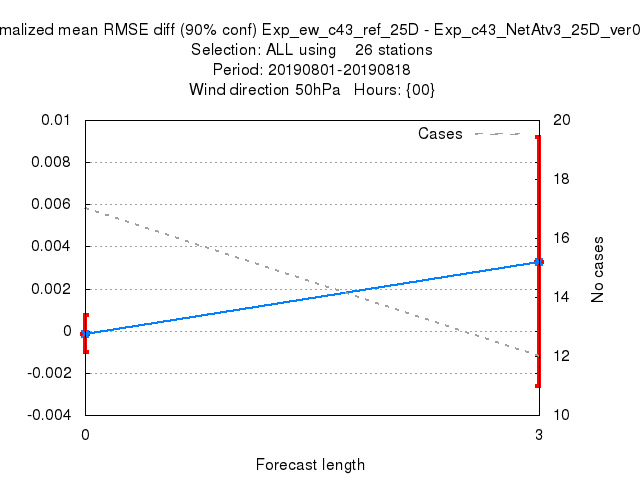 malized mean RMSE diff (90% conf) Exp_ew_c43_ref_25D - Exp_c43_NetAtv3_25D_ver0
Selection: ALL using 26 stations
Period: 20190801-20190818
Wind direction 50hPa Hours: {00}
Cases
0.01
0.008
0.006
0.004
0.002
0
-0.002
-0.004
20
18
16
14
12
10
No cases
0 3
Forecast length